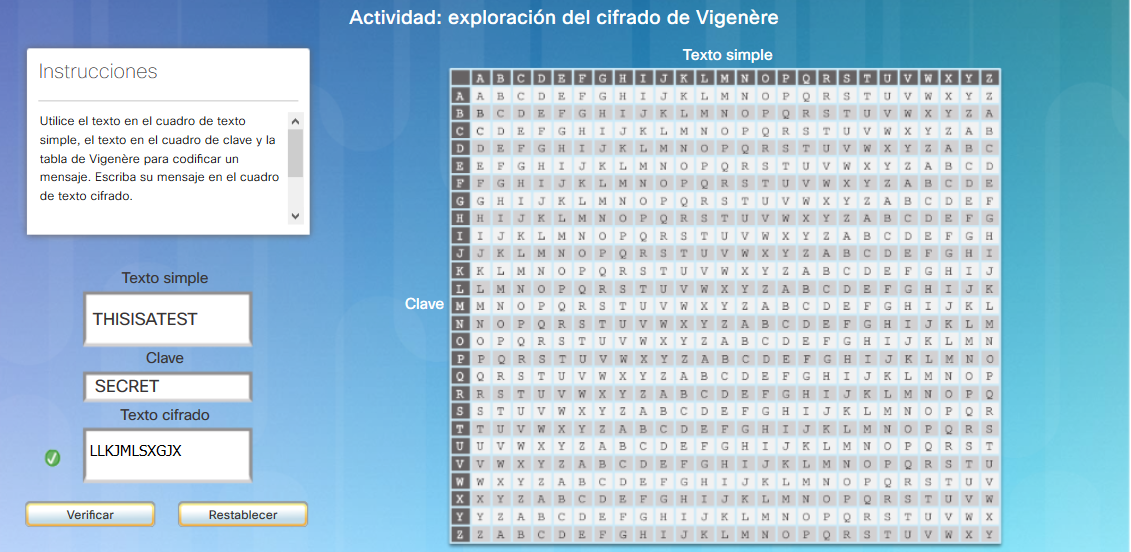 Actividad: exploración del cifrado de Vigenère
Instrucciones
Utilice el texto en el cuadro de texto
simple, el texto en el cuadro de clave y la
tabla de Vigenère para codificar un
mensaje. Escriba su mensaje en el cuadro
de texto cifrado.
Texto simple
THISISATEST
Clave
SECRET
Texto cifrado
LLKJMLSXGJX
Verificar
Restablecer
Texto simple
Clave
A B C D E F G H I J K L M N O P Q R S T U V W X Y Z
A A B C D E F G H I J K L M N O P Q R S T U V W X Y Z
B B C D E F G H I J K L M N O P Q R S T U V W X Y Z A
C C D E F G H I J K L M N O P Q R S T U V W X Y Z A B
D D E F G H I J K L M N O P Q R S T U V W X Y Z A B C
E E F G H I J K L M N O P Q R S T U V W X Y Z A B C D
F F G H I J K L M N O P Q R S T U V W X Y Z A B C D E
G G H I J K L M N O P Q R S T U V W X Y Z A B C D E F
H H I J K L M N O P Q R S T U V W X Y Z A B C D E F G
I I J K L M N O P Q R S T U V W X Y Z A B C D E F G H
J J K L M N O P Q R S T U V W X Y Z A B C D E F G H I
K K L M N O P Q R S T U V W X Y Z A B C D E F G H I J
L L M N O P Q R S T U V W X Y Z A B C D E F G H I J K
M M N O P Q R S T U V W X Y Z A B C D E F G H I J K L
N N O P Q R S T U V W X Y Z A B C D E F G H I J K L M
O O P Q R S T U V W X Y Z A B C D E F G H I J K L M N
P P Q R S T U V W X Y Z A B C D E F G H I J K L M N O
Q Q R S T U V W X Y Z A B C D E F G H I J K L M N O P
R R S T U V W X Y Z A B C D E F G H I J K L M N O P Q
S S T U V W X Y Z A B C D E F G H I J K L M N O P Q R
T T U V W X Y Z A B C D E F G H I J K L M N O P Q R S
U U V W X Y Z A B C D E F G H I J K L M N O P Q R S T
V V W X Y Z A B C D E F G H I J K L M N O P Q R S T U
W W X Y Z A B C D E F G H I J K L M N O P Q R S T U V
X X Y Z A B C D E F G H I J K L M N O P Q R S T U V W
Y Y Z A B C D E F G H I J K L M N O P Q R S T U V W X
Z Z A B C D E F G H I J K L M N O P Q R S T U V W X Y